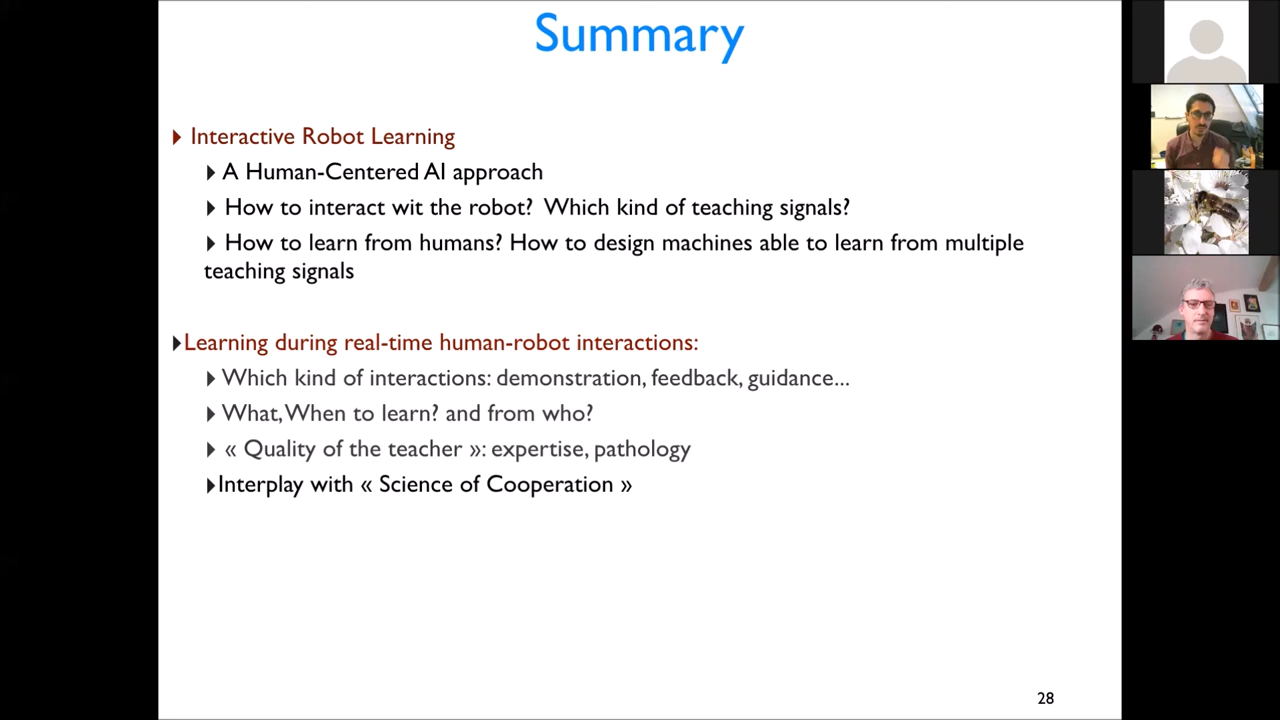 Summary
Interactive Robot Learning
A Human-Centered AI approach
How to interact wit the robot? Which kind of teaching signals?
How to learn from humans? How to design machines able to learn from multiple
teaching signals
Learning during real-time human-robot interactions:
Which kind of interactions: demonstration, feedback, guidance...
What, When to learn? and from who?
« Quality of the teacher »: expertise, pathology
Interplay with « Science of Cooperation »
28